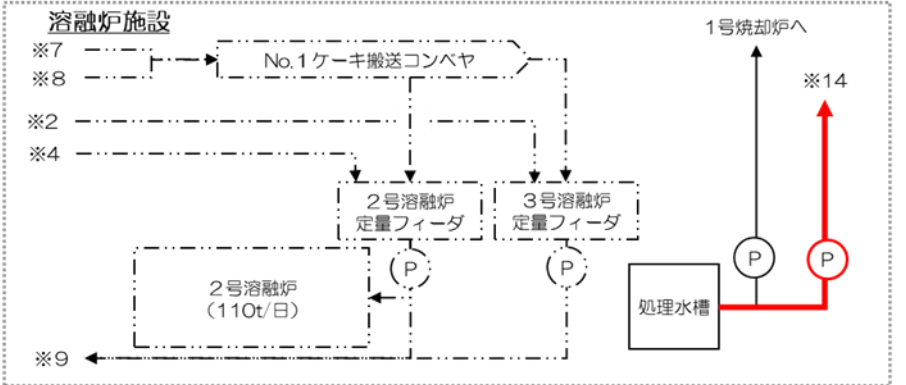 溶融炉施設
1号焼却炉へ
※7
※8
No.1ケーキ搬送コンベヤ
※14
※2
※4
2号溶融炉
定量フィーダ
3号溶融炉
定量フィーダ
P
P
P
P
2号溶融炉
(110t/日)
処理水槽
※9